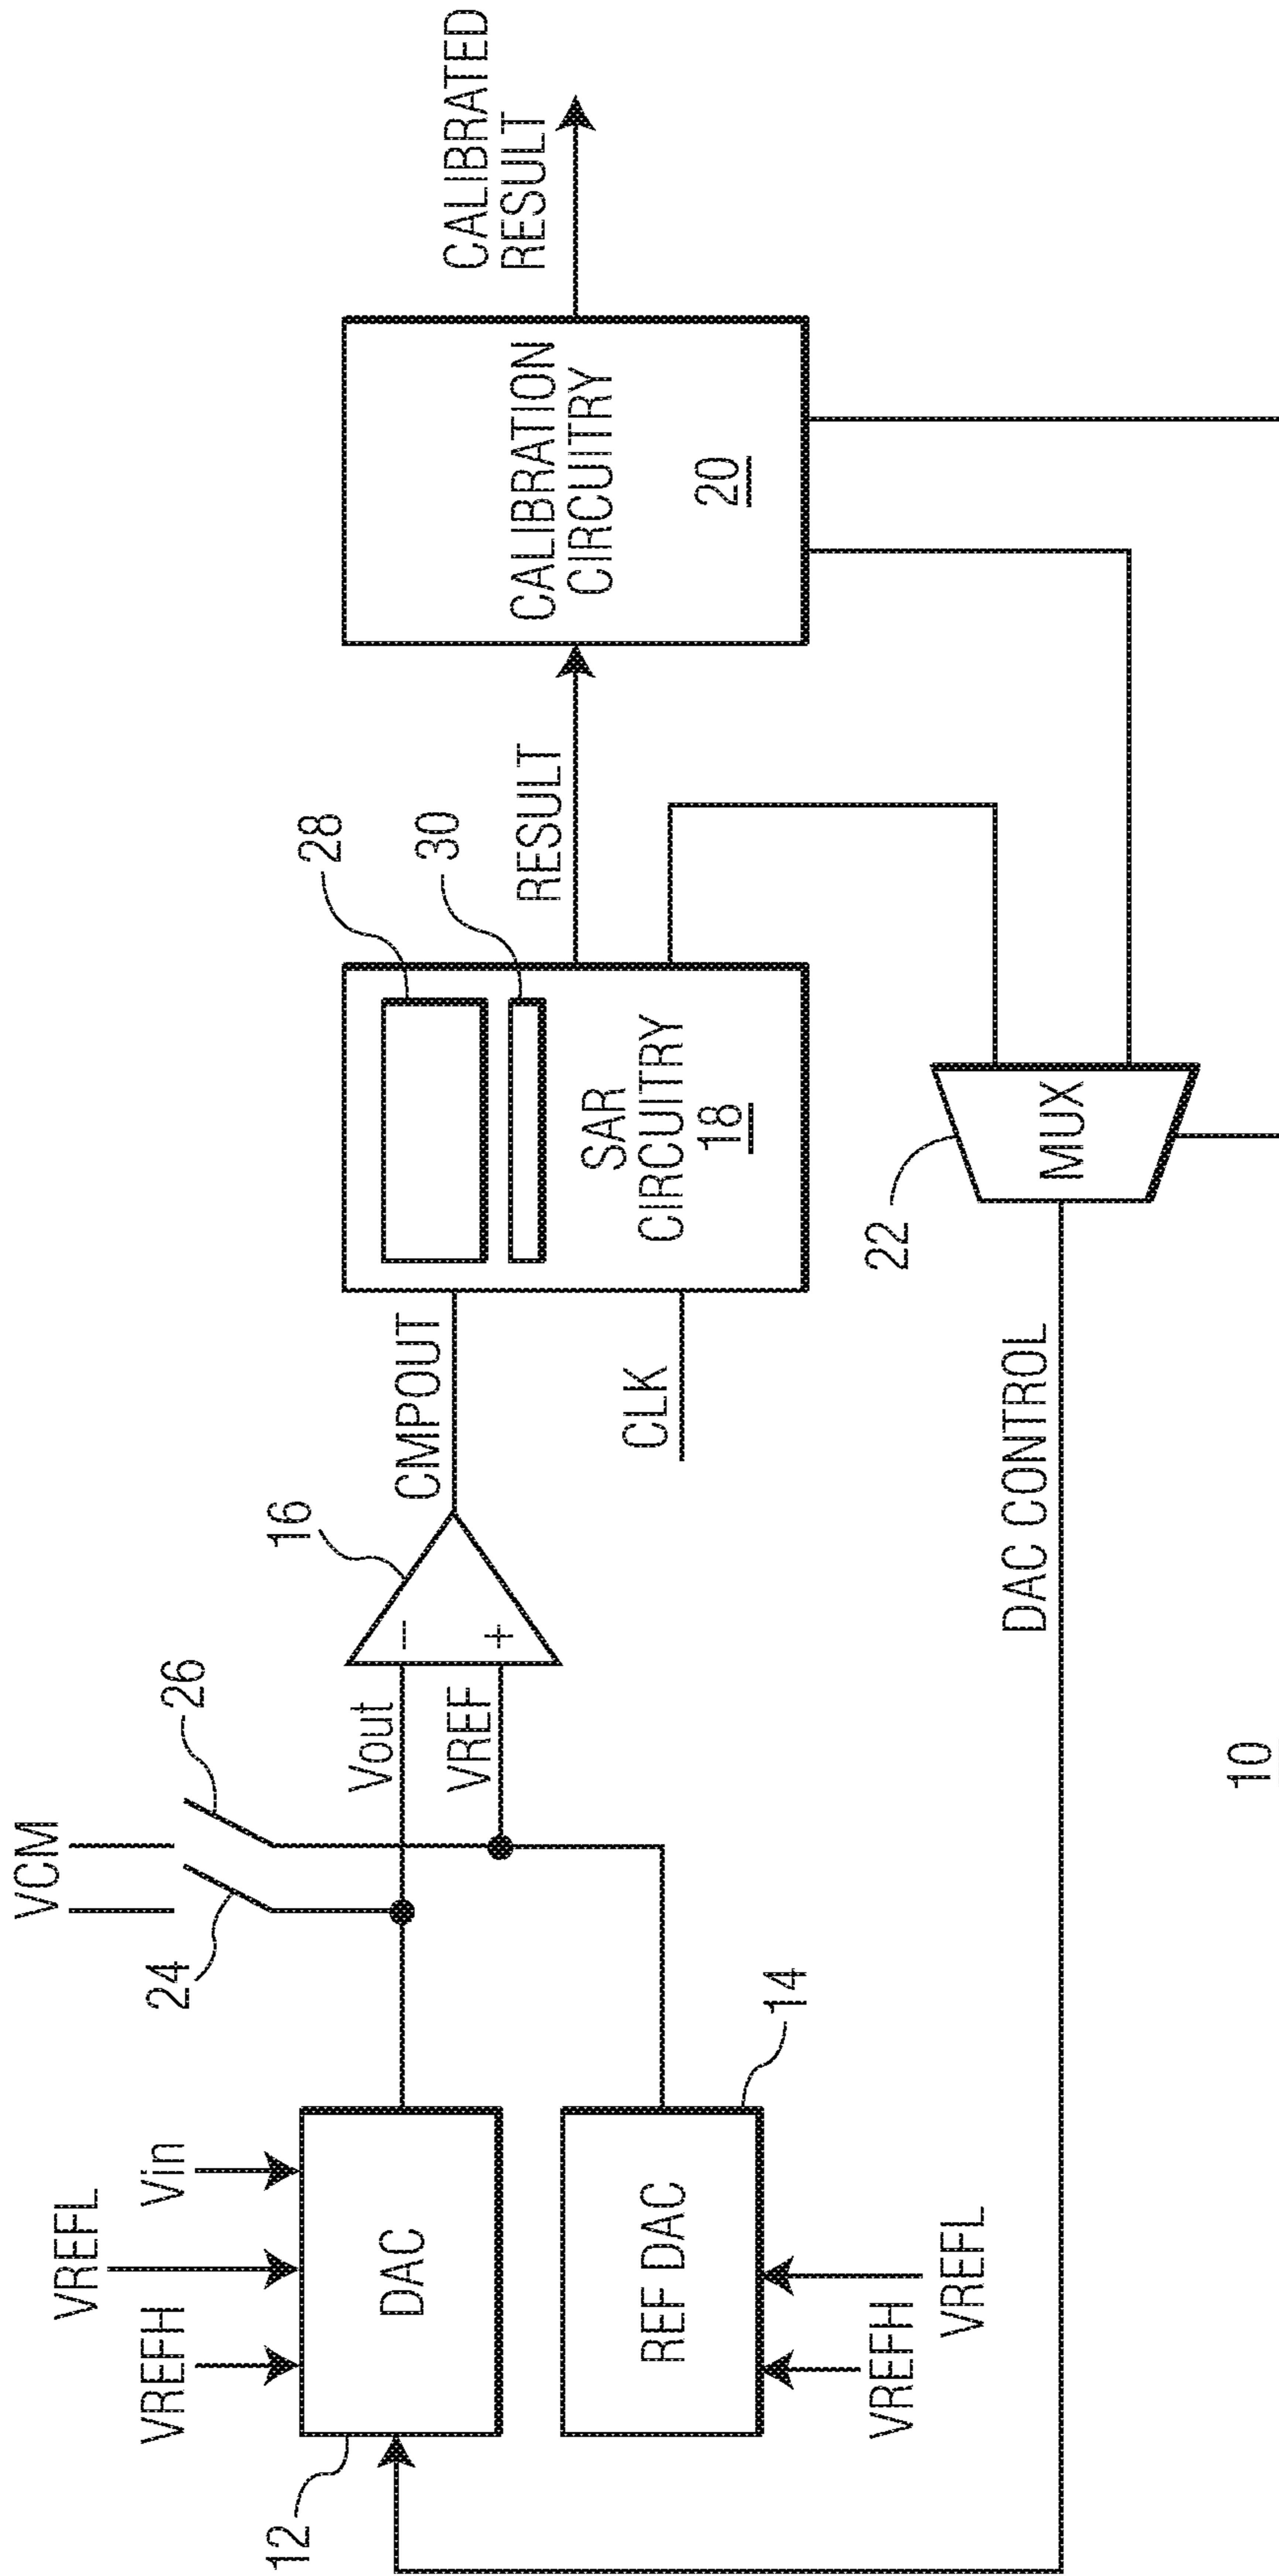 VCM
24
26
VREFL
VREFH
Vin
12
DAC
REF DAC
14
VREFH
VREFL
Vout
VREF
16
−
+
CMPOUT
CLK
28
30
SAR
CIRCUITRY
18
RESULT
CALIBRATION
CIRCUITRY
20
CALIBRATED
RESULT
22
MUX
DAC CONTROL
10